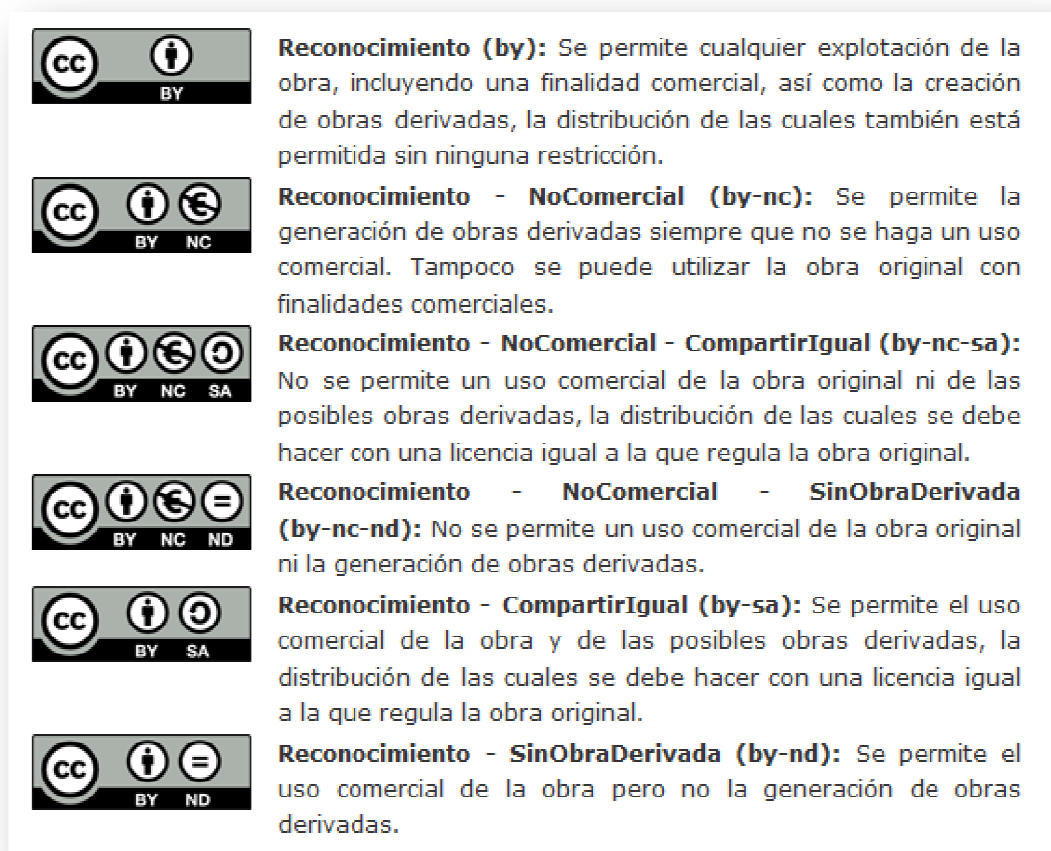 cc BY
Reconocimiento (by): Se permite cualquier explotación de la
obra, incluyendo una finalidad comercial, así como la creación
de obras derivadas, la distribución de las cuales también está
permitida sin ninguna restricción.
cc BY NC
Reconocimiento - NoComercial (by-nc): Se permite la
generación de obras derivadas siempre que no se haga un uso
comercial. Tampoco se puede utilizar la obra original con
finalidades comerciales.
cc BY NC SA
Reconocimiento - NoComercial - CompartirIgual (by-nc-sa):
No se permite un uso comercial de la obra original ni de las
posibles obras derivadas, la distribución de las cuales se debe
hacer con una licencia igual a la que regula la obra original.
cc BY NC ND
Reconocimiento - NoComercial - SinObraDerivada
(by-nc-nd): No se permite un uso comercial de la obra original
ni la generación de obras derivadas.
cc BY SA
Reconocimiento - CompartirIgual (by-sa): Se permite el uso
comercial de la obra y de las posibles obras derivadas, la
distribución de las cuales se debe hacer con una licencia igual
a la que regula la obra original.
cc BY ND
Reconocimiento - SinObraDerivada (by-nd): Se permite el
uso comercial de la obra pero no la generación de obras
derivadas.